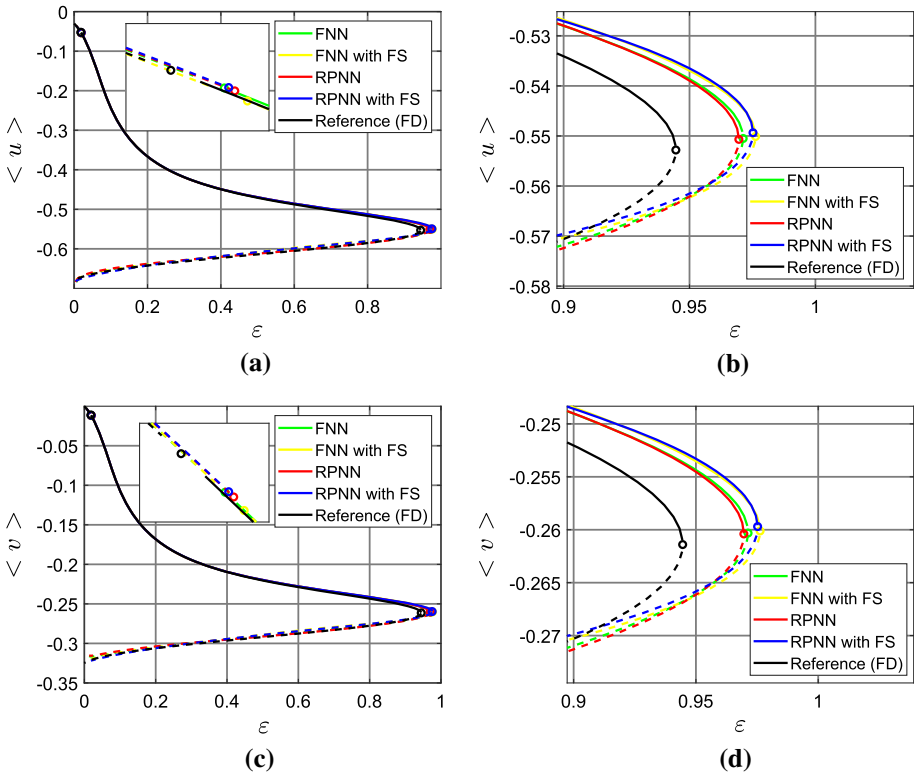 0
-0.1
-0.2
-0.3
-0.4
-0.5
-0.6
< u >
0 0.2 0.4 0.6 0.8
ε
FNN
FNN with FS
RPNN
RPNN with FS
Reference (FD)
(a)
-0.53
-0.54
-0.55
-0.56
-0.57
-0.58
< u >
0.9 0.95 1
ε
FNN
FNN with FS
RPNN
RPNN with FS
Reference (FD)
(b)
-0.05
-0.1
-0.15
-0.2
-0.25
-0.3
-0.35
< v >
0 0.2 0.4 0.6 0.8 1
ε
FNN
FNN with FS
RPNN
RPNN with FS
Reference (FD)
(c)
-0.25
-0.255
-0.26
-0.265
-0.27
< v >
0.9 0.95 1
ε
FNN
FNN with FS
RPNN
RPNN with FS
Reference (FD)
(d)